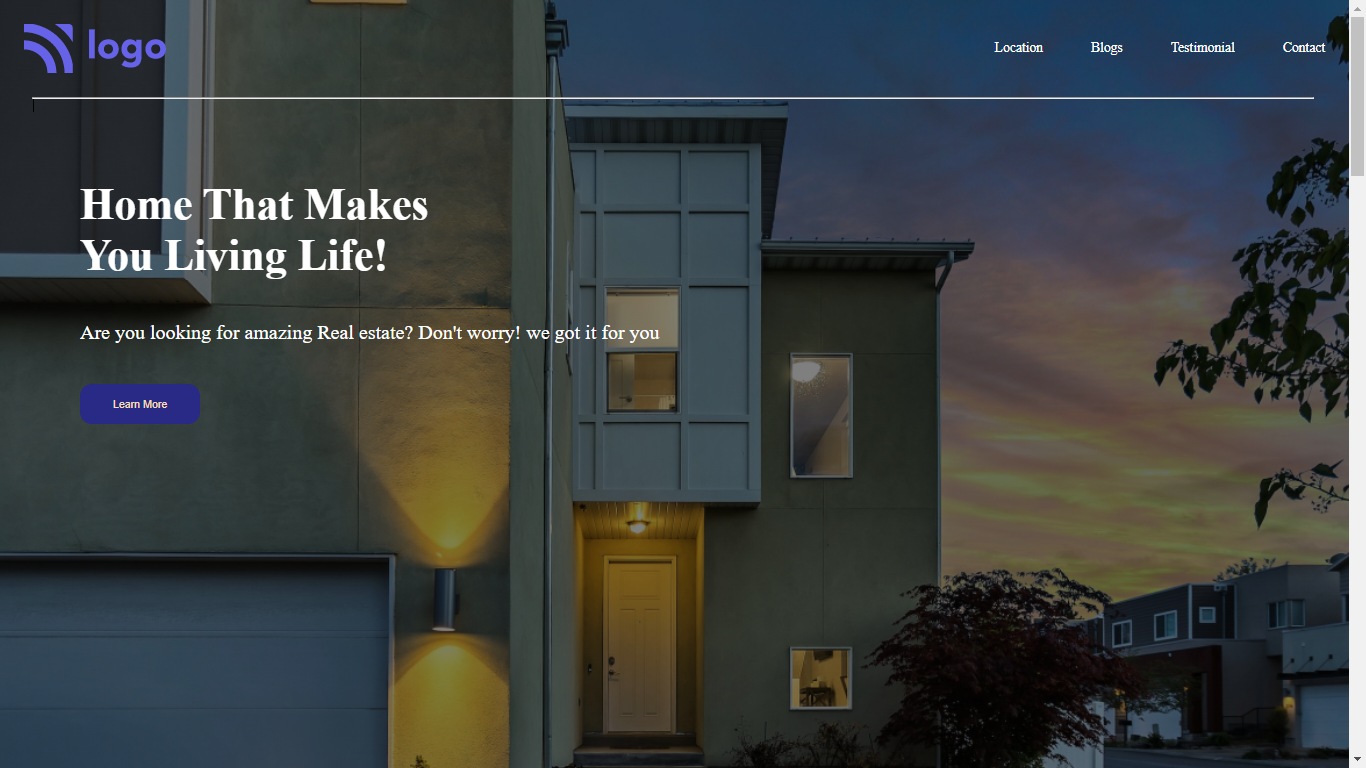 logo
Location
Blogs
Testimonial
Contact
Home That Makes
You Living Life!
Are you looking for amazing Real estate? Don't worry! we got it for you
Learn More